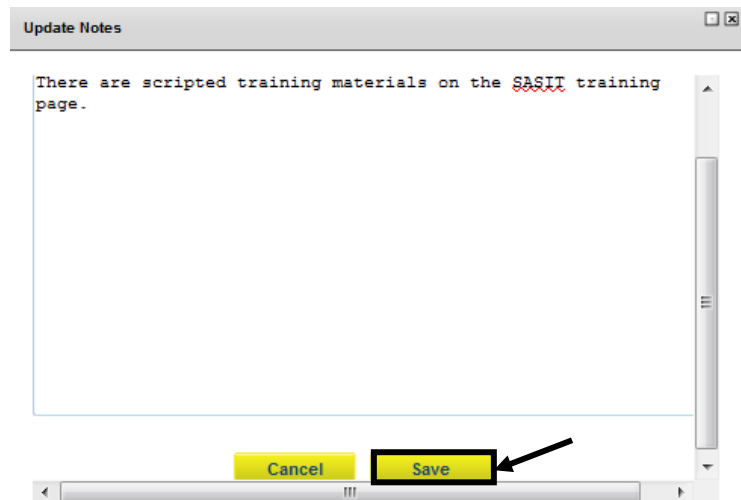 Update Notes
There are scripted training materials on the SASIT training
page.
Cancel Save